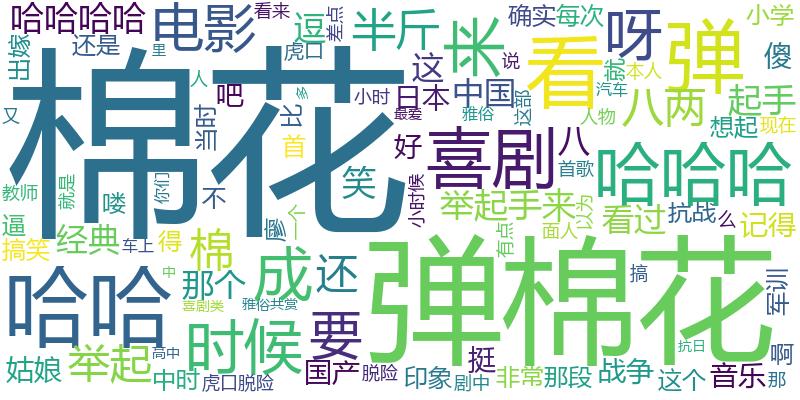 哈哈哈哈
电影
逗
半斤
米
确实
每次
呀
弹
小学
看来
差点
出嫁
还是
虎口
里
棉花
吧
小时
这
日本
说
中国
看
就
本人
汽车
傻
人
多
最爱
雅俗
这部
八两
人物
起手
现在
想起
又
当时
比
首
好
喜剧
八
首歌
哈哈哈
教师
就是
你们
喽
不
笑
小时候
举起手来
以为
看过
抗战
么
记得
逼
搞笑
经典
车上
得
棉
廖
一个
有点
面人
弹棉花
哈哈
中
喜剧类
那个
雅俗共赏
成
还
时候
要
搞
军训
姑娘
举起
高中
中时
虎口脱险
国产
脱险
印象
挺
剧中
非常
那段
战争
抗日
这个
音乐
啊
那